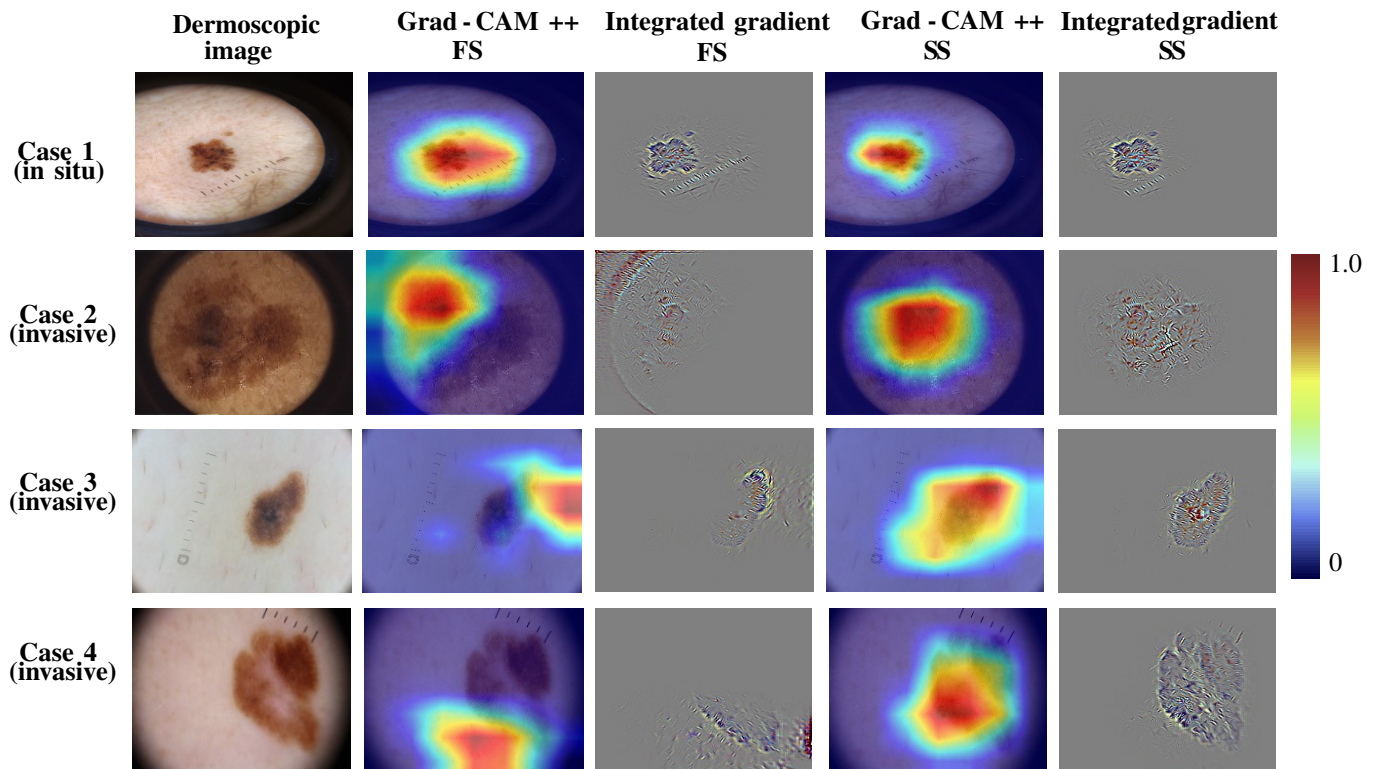 Dermoscopic
image
Grad - CAM ++
FS
Integrated gradient
FS
Grad - CAM ++
SS
Integrated gradient
SS
Case 1
(in situ)
Case 2
(invasive)
1.0
0
Case 3
(invasive)
Case 4
(invasive)